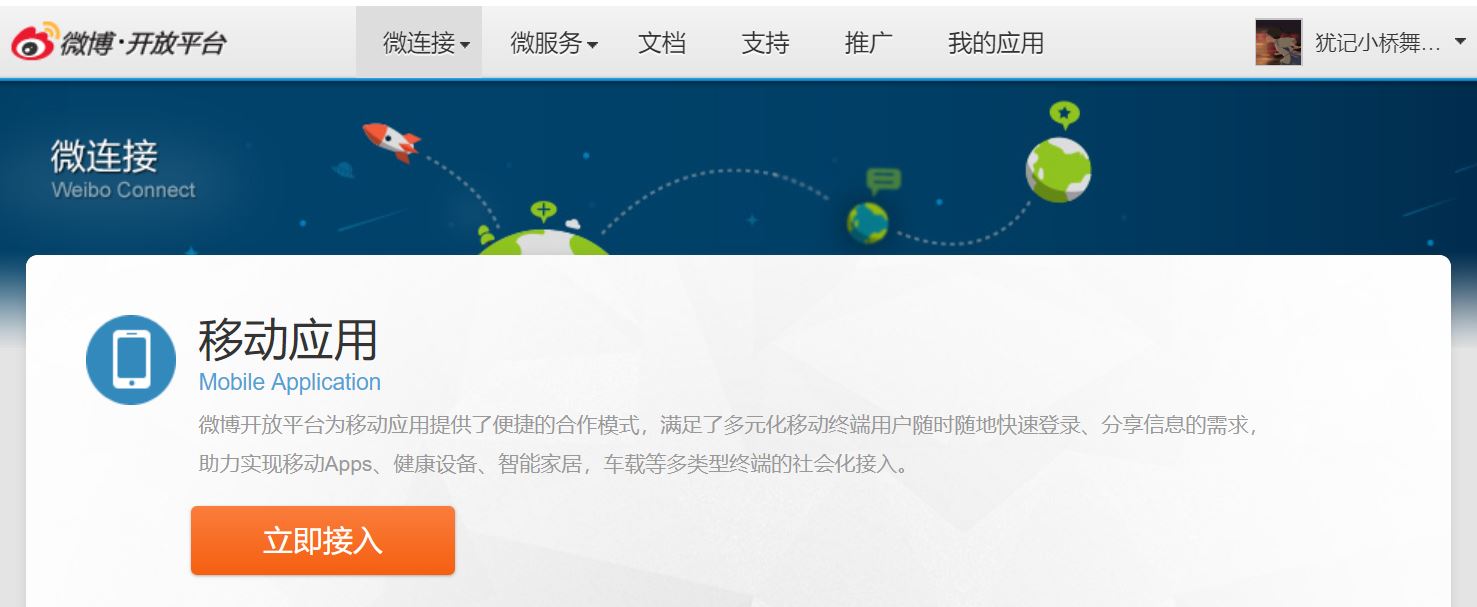 微博·开放平台 微连接 微服务 文档 支持 推广 我的应用 犹记小桥舞...
微连接
Weibo Connect
移动应用
Mobile Application
微博开放平台为移动应用提供了便捷的合作模式，满足了多元化移动终端用户随时随地快速登录、分享信息的需求，
助力实现移动Apps、健康设备、智能家居，车载等多类型终端的社会化接入。
立即接入